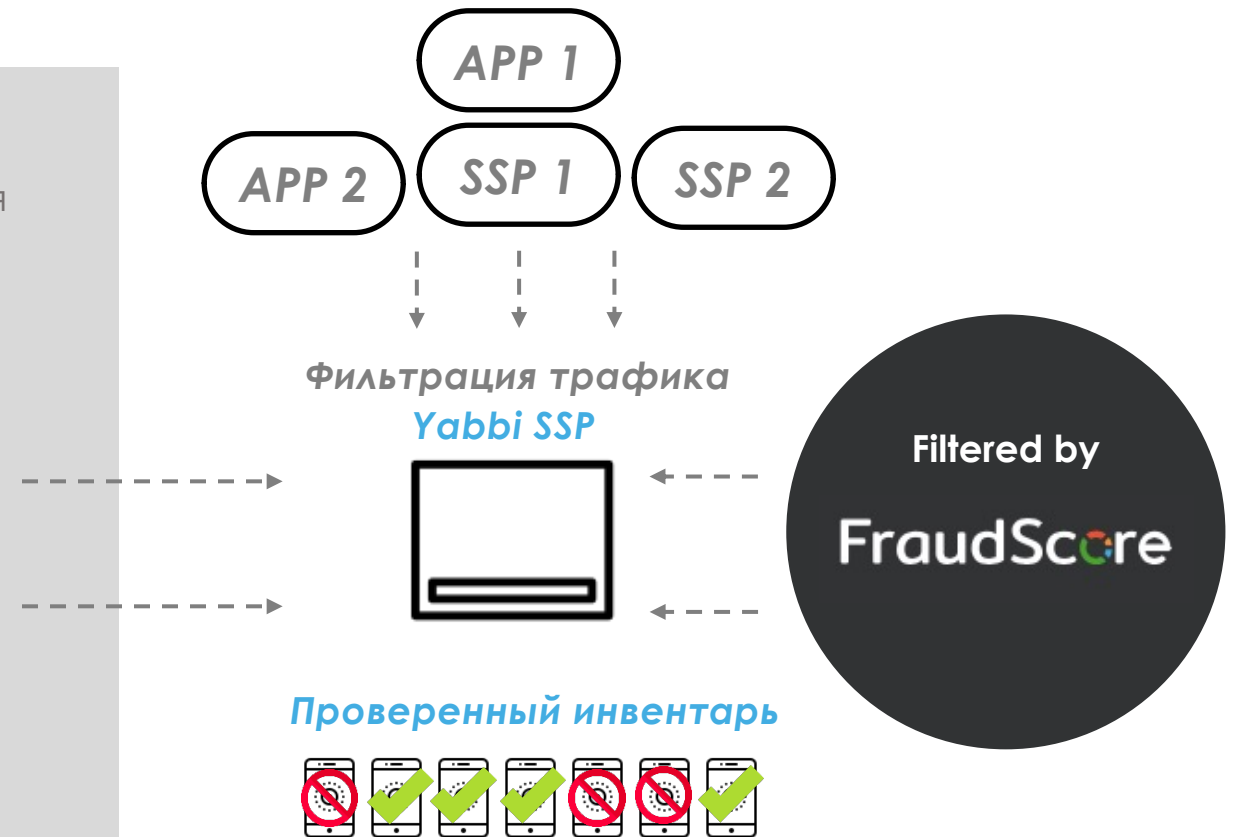 APP 1
APP 2
SSP 1
SSP 2
Я
Фильтрация трафика
Yabbi SSP
Filtered by
FraudScore
Проверенный инвентарь